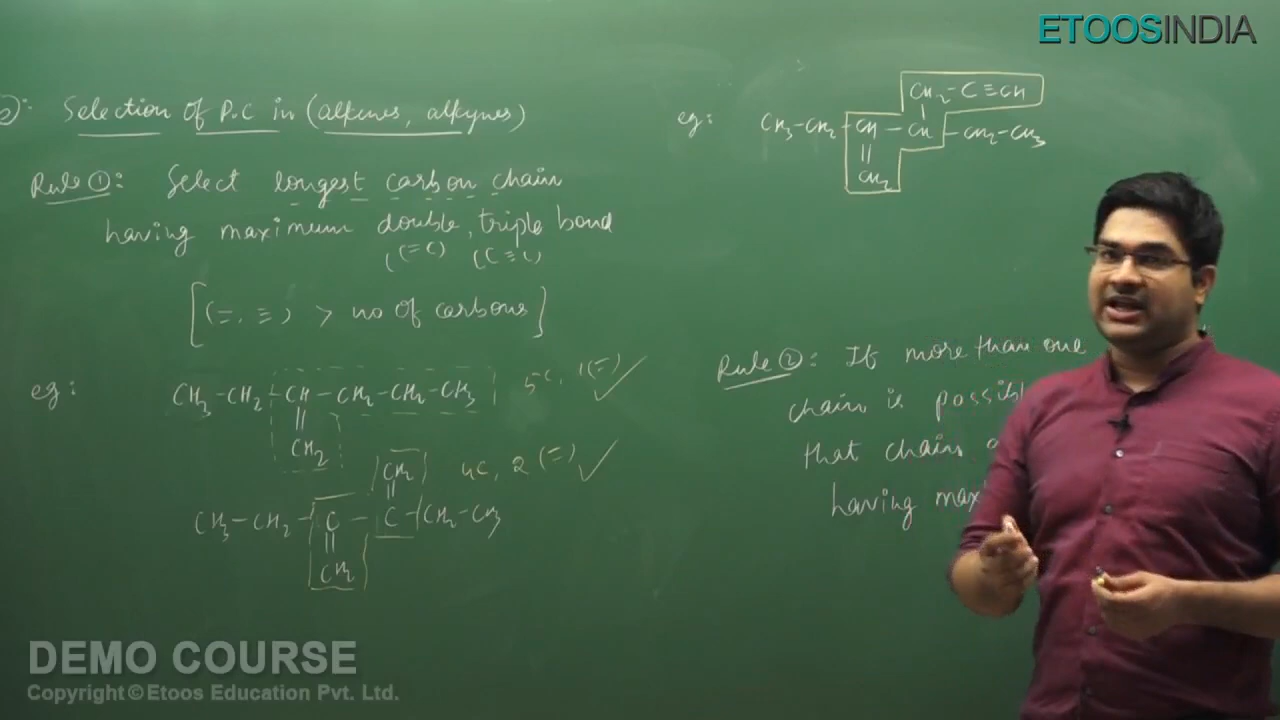 ETOOSINDIA
Selection of P.C in (alkenes, alkynes)
Rule ①: Select longest carbon chain
having maximum double, triple bond
(=C) (C≡C)
[(=, ≡) > no of carbons]
eg: CH3-CH2-CH-CH2-CH2-CH3 5C, 1(=) ✓
||
CH2
CH2 4C, 2(=) ✓
||
CH3-CH2-C-C-CH2-CH3
||
CH2
CH2-C≡CH
|
eg: CH3-CH2-CH-CH-CH2-CH3
||
CH2
Rule ②: If more than one
chain is
that chain
having
DEMO COURSE
Copyright©Etoos Education Pvt. Ltd.